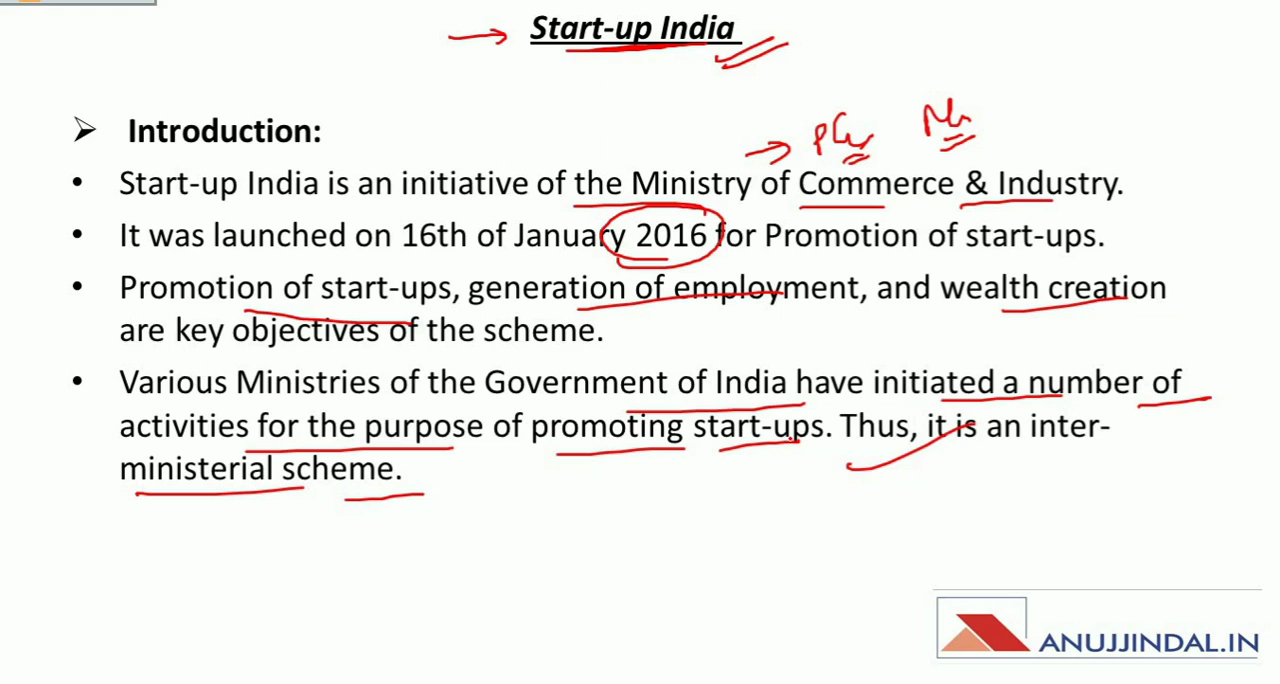 Start-up India
Introduction:
Start-up India is an initiative of the Ministry of Commerce & Industry.
It was launched on 16th of January 2016 for Promotion of start-ups.
Promotion of start-ups, generation of employment, and wealth creation
are key objectives of the scheme.
Various Ministries of the Government of India have initiated a number of
activities for the purpose of promoting start-ups. Thus, it is an inter-
ministerial scheme.
ANUJJINDAL.IN